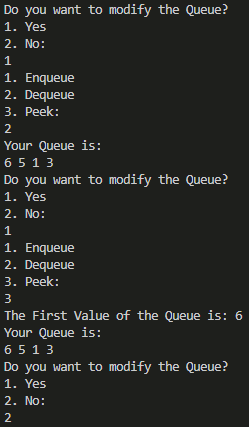 Do you want to modify the Queue?
1. Yes
2. No:
1
1. Enqueue
2. Dequeue
3. Peek:
2
Your Queue is:
6 5 1 3
Do you want to modify the Queue?
1. Yes
2. No:
1
1. Enqueue
2. Dequeue
3. Peek:
3
The First Value of the Queue is: 6
Your Queue is:
6 5 1 3
Do you want to modify the Queue?
1. Yes
2. No:
2